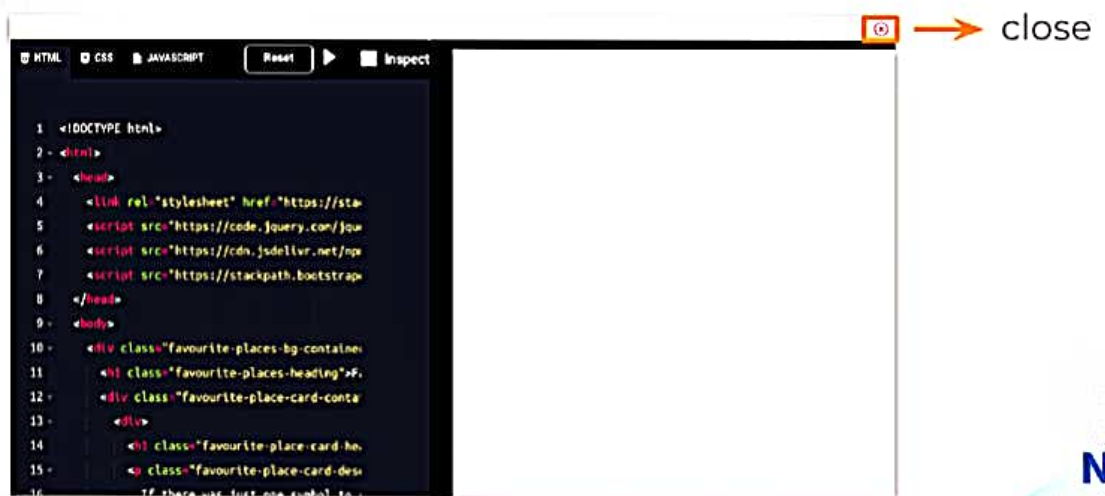 close
HTML CSS JAVASCRIPT Reset Inspect
1 <!DOCTYPE html>
2 <html>
3 <head>
4 <link rel="stylesheet" href="https://sta
5 <script src="https://code.jquery.com/jqu
6 <script src="https://cdn.jsdelivr.net/npm
7 <script src="https://stackpath.bootstrap
8 </head>
9 <body>
10 <div class="favourite-places-bg-container
11 <h1 class="favourite-places-heading">F
12 <div class="favourite-place-card-conta
13 <div>
14 <h1 class="favourite-place-card-he
15 <p class="favourite-place-card-des
16 If there was just one symbol to
N